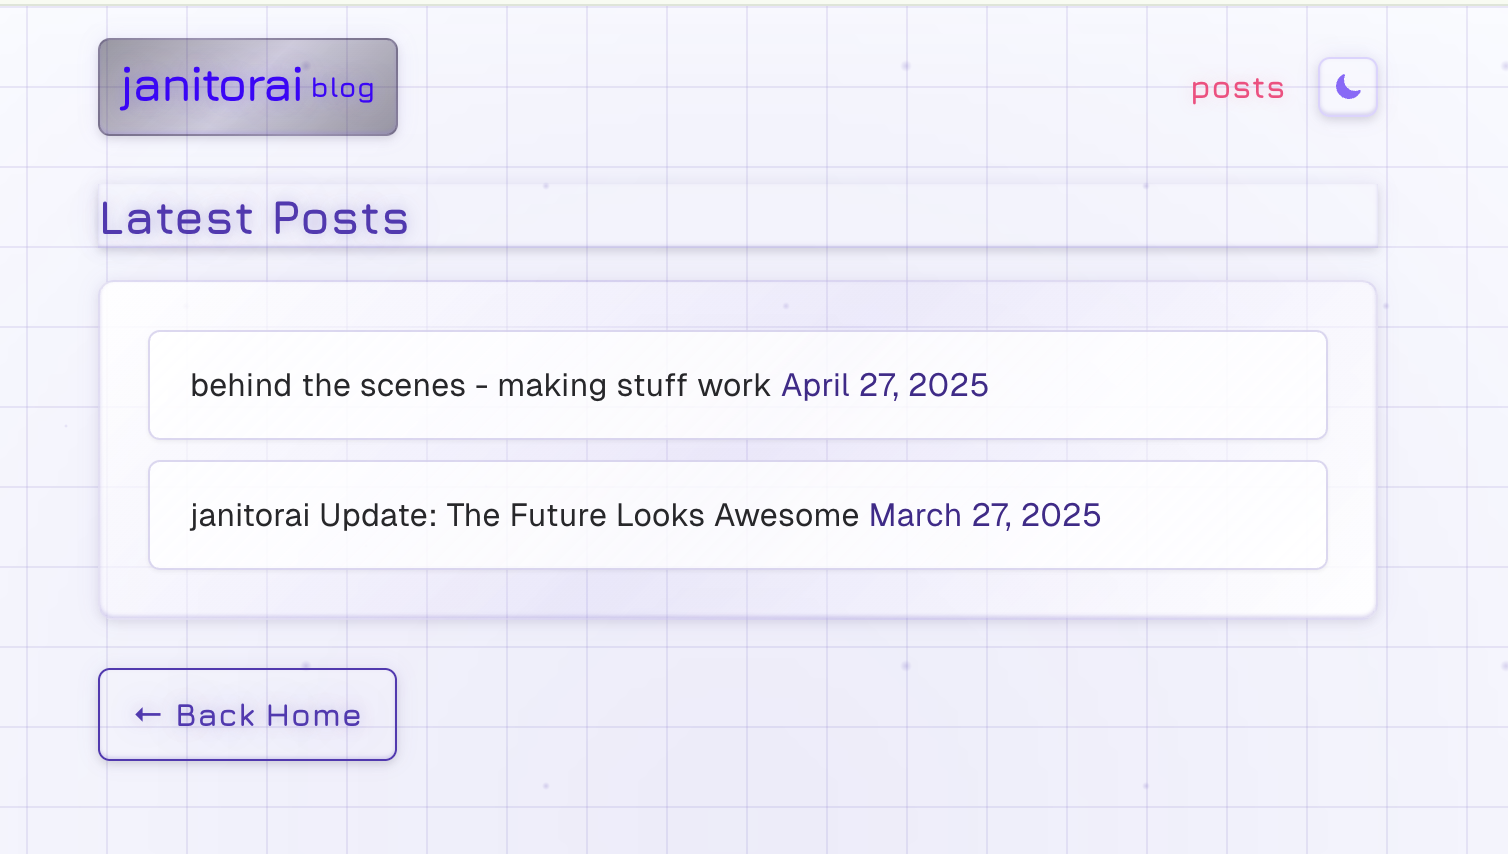 janitorai blog
posts
Latest Posts
behind the scenes - making stuff work April 27, 2025
janitorai Update: The Future Looks Awesome March 27, 2025
← Back Home